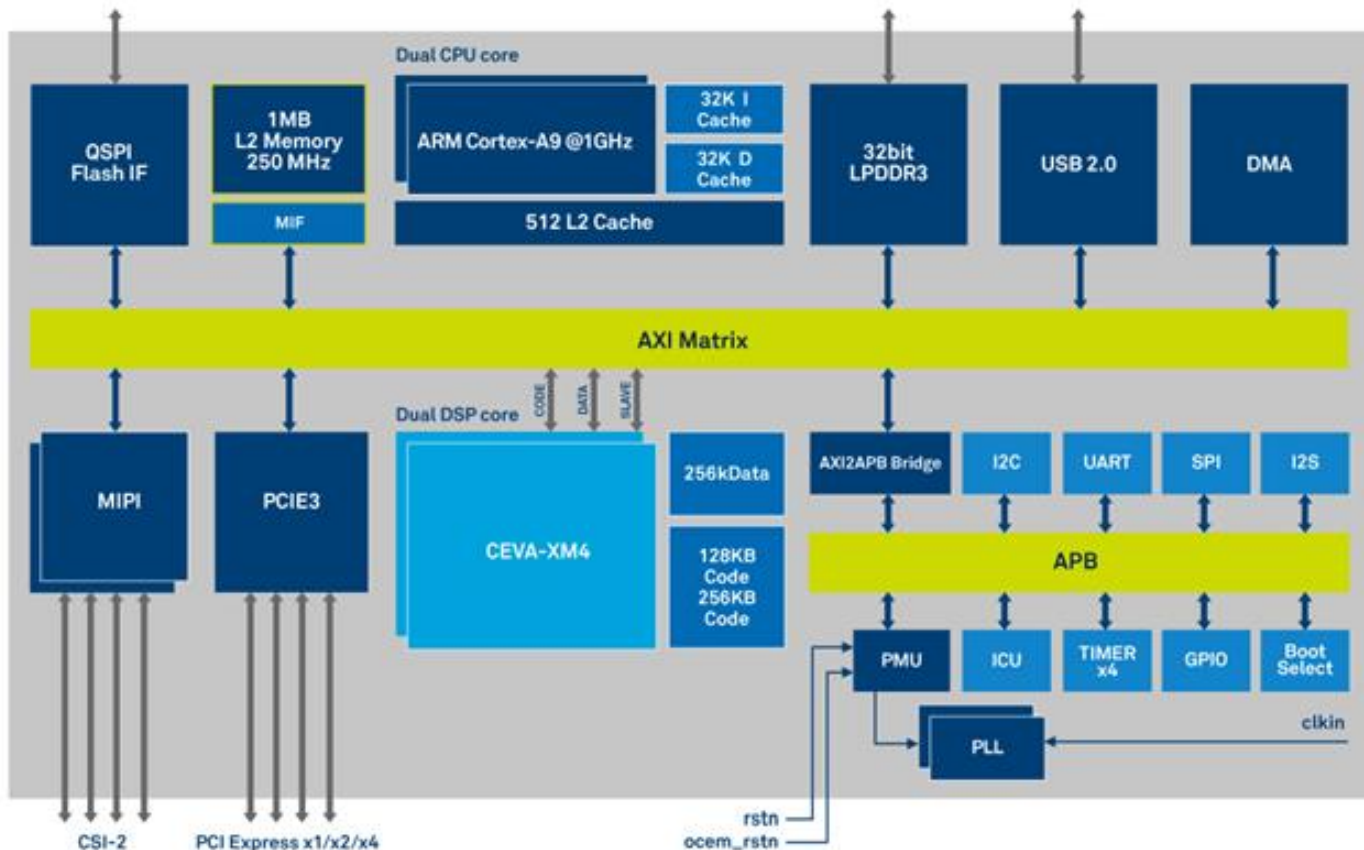 Dual CPU core
QSPI
Flash IF
1MB
L2 Memory
250 MHz
MIF
ARM Cortex-A9 @1GHz
32K I
Cache
32K D
Cache
512 L2 Cache
32bit
LPDDR3
USB 2.0
DMA
AXI Matrix
CODE
DATA
SLAVE
Dual DSP core
MIPI
PCIE3
CEVA-XM4
256kData
128KB
Code
256KB
Code
AXI2APB Bridge
I2C
UART
SPI
I2S
APB
PMU
ICU
TIMER
x4
GPIO
Boot
Select
PLL
clkin
rstn
ocem_rstn
CSI-2
PCI Express x1/x2/x4